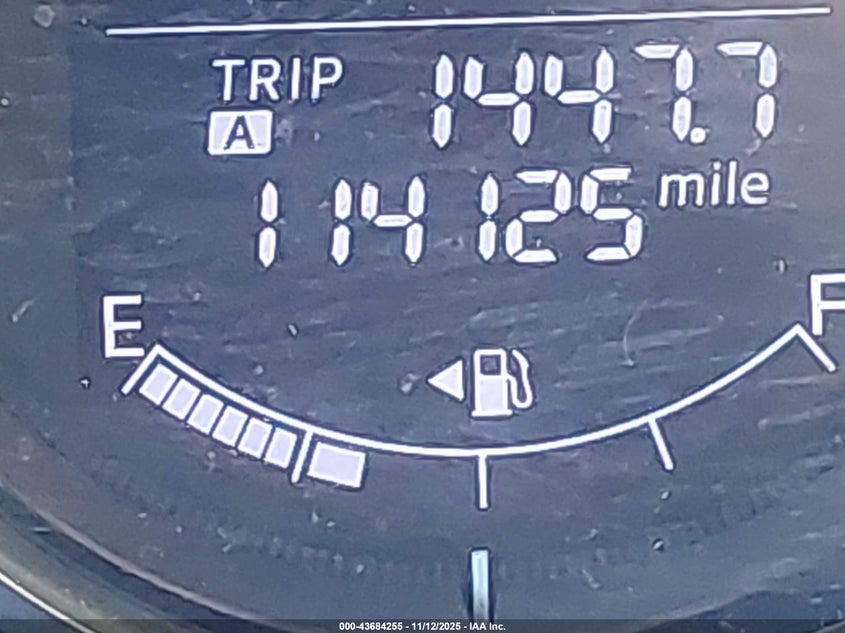 TRIP 1447.7
A
114125 mile
E F
000-43684255 - 11/12/2025 - IAA Inc.